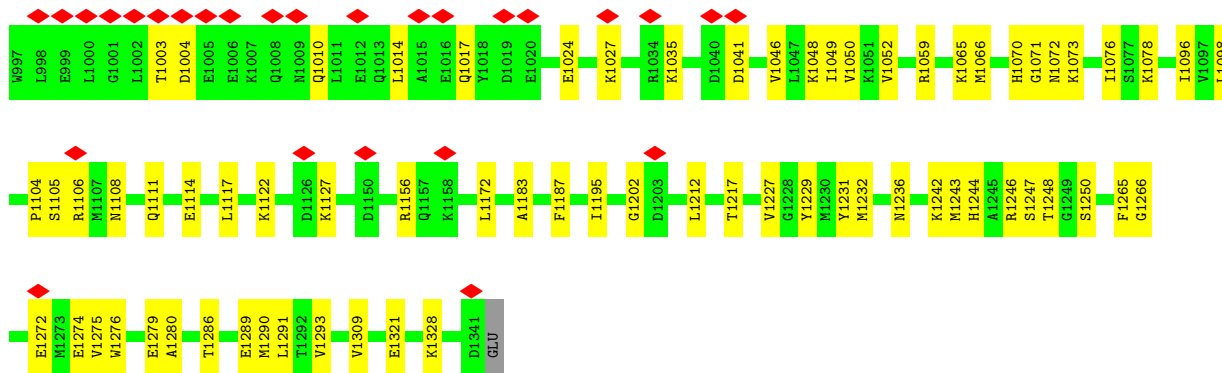 W997 L998 E999 L1000 G1001 L1002 T1003 D1004 E1005 E1006 K1007 Q1008 N1009 Q1010 L1011 E1012 Q1013 L1014 A1015 E1016 Q1017 Y1018 D1019 E1020 E1024 K1027 R1034 K1035 D1040 D1041 V1046 L1047 K1048 I1049 V1050 K1051 V1052 R1059 K1065 M1066 H1070 G1071 N1072 K1073 I1076 S1077 K1078 I1096 V1097
P1104 S1105 R1106 M1107 N1108 Q1111 E1114 L1117 K1122 D1126 K1127 D1150 R1156 Q1157 K1158 L1172 A1183 F1187 I1195 G1202 D1203 L1212 T1217 V1227 G1228 Y1229 M1230 Y1231 M1232 N1236 K1242 M1243 H1244 A1245 R1246 S1247 T1248 G1249 S1250 F1265 G1266
E1272 M1273 E1274 V1275 W1276 E1279 A1280 T1286 E1289 M1290 L1291 T1292 V1293 V1309 E1321 K1328 D1341 GLU